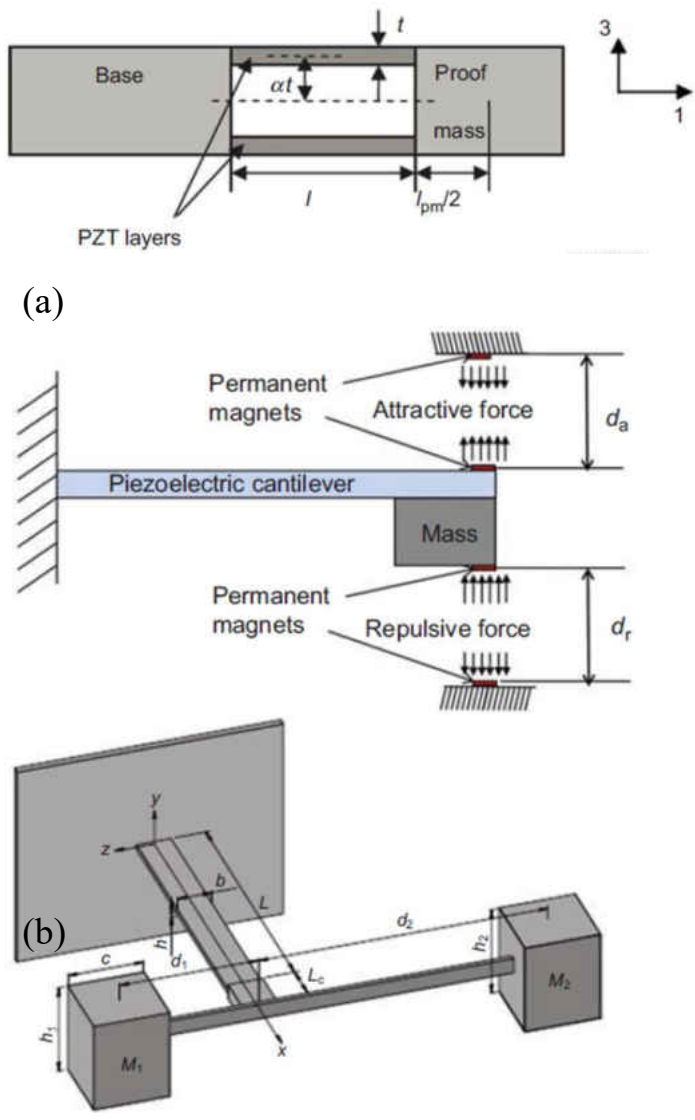 t
3
Base
αt
Proof
mass
1
l
l_pm/2
PZT layers
(a)
Permanent
magnets
Attractive force
d_a
Piezoelectric cantilever
Mass
Permanent
magnets
Repulsive force
d_r
y
z
b
L
(b)
h
d_2
h_2
c
d_1
L_c
M_2
h_1
x
M_1